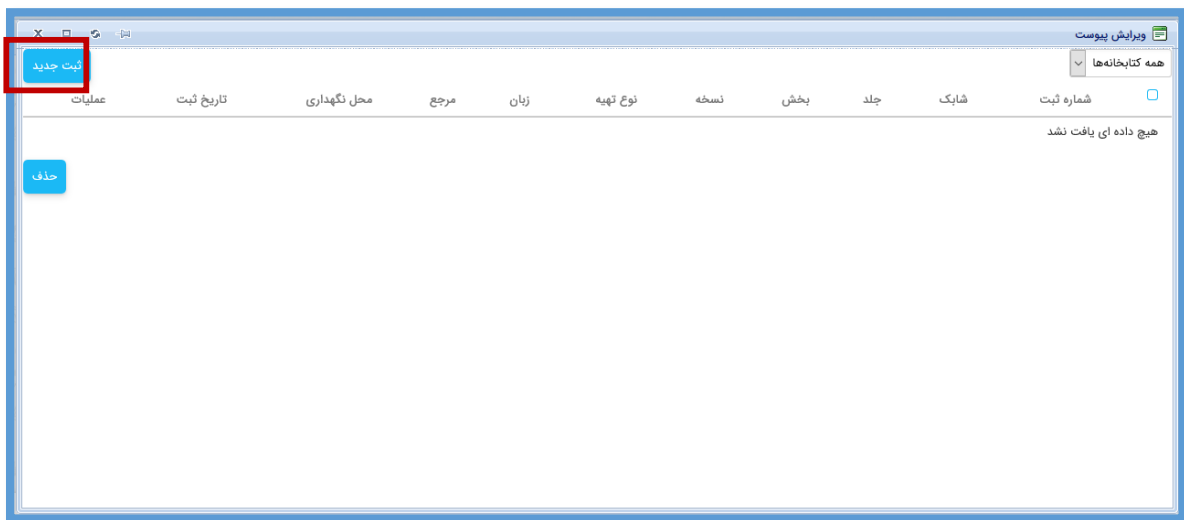 ویرایش پیوست X
همه کتابخانه‌ها ثبت جدید
شماره ثبت شابک جلد بخش نسخه نوع تهیه زبان مرجع محل نگهداری تاریخ ثبت عملیات
هیچ داده ای یافت نشد
حذف